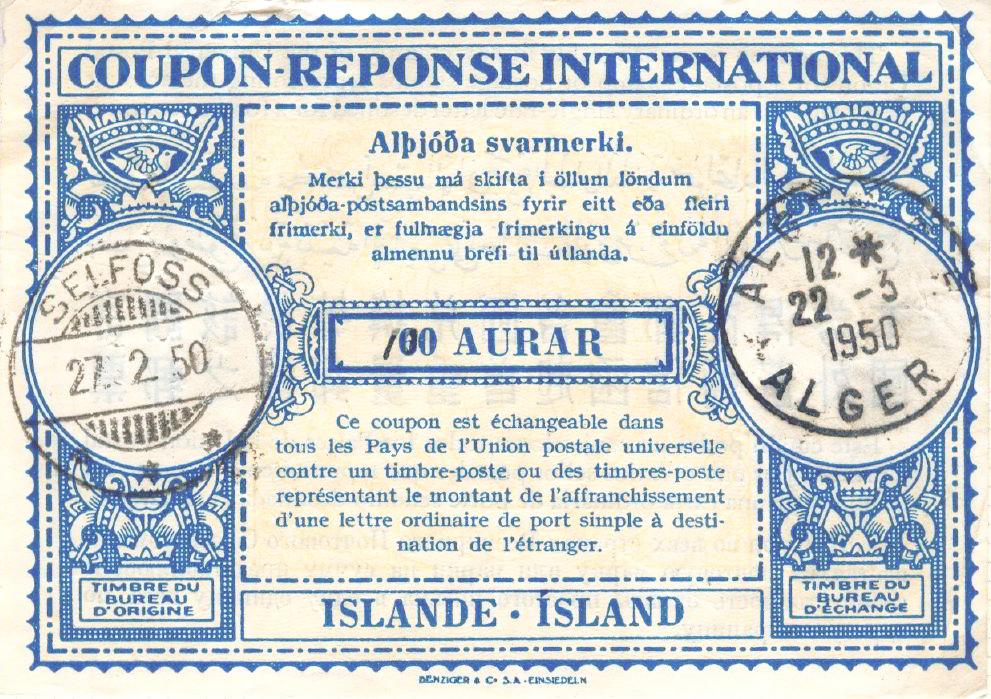 COUPON-REPONSE INTERNATIONAL
Alþjóða svarmerki.
Merki þessu má skifta i öllum löndum
alþjóða-póstsambandsins fyrir eitt eða fleiri
frimerki, er fullnægja frimerkingu á einföldu
almennu bréfi til útlanda.
SELFOSS
27. 2. 50
12 *
22 -3
1950
ALGER
/00 AURAR
Ce coupon est échangeable dans
tous les Pays de l'Union postale universelle
contre un timbre-poste ou des timbres-poste
représentant le montant de l'affranchissement
d'une lettre ordinaire de port simple à desti-
nation de l'étranger.
TIMBRE DU
BUREAU
D'ORIGINE
TIMBRE DU
BUREAU
D'ÉCHANGE
ISLANDE · ÍSLAND
BENZIGER & Co S.A. - EINSIEDELN